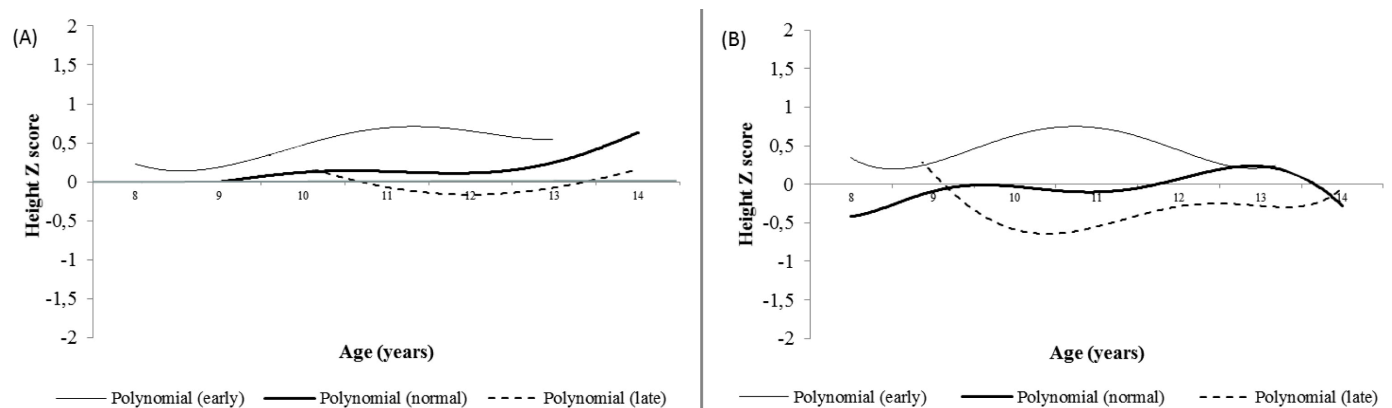 (A)
Height Z score
2
1,5
1
0,5
0
-0,5
-1
-1,5
-2
8 9 10 11 12 13 14
Age (years)
Polynomial (early) Polynomial (normal) Polynomial (late)
(B)
Height Z score
2
1,5
1
0,5
0
-0,5
-1
-1,5
-2
8 9 10 11 12 13 14
Age (years)
Polynomial (early) Polynomial (normal) Polynomial (late)